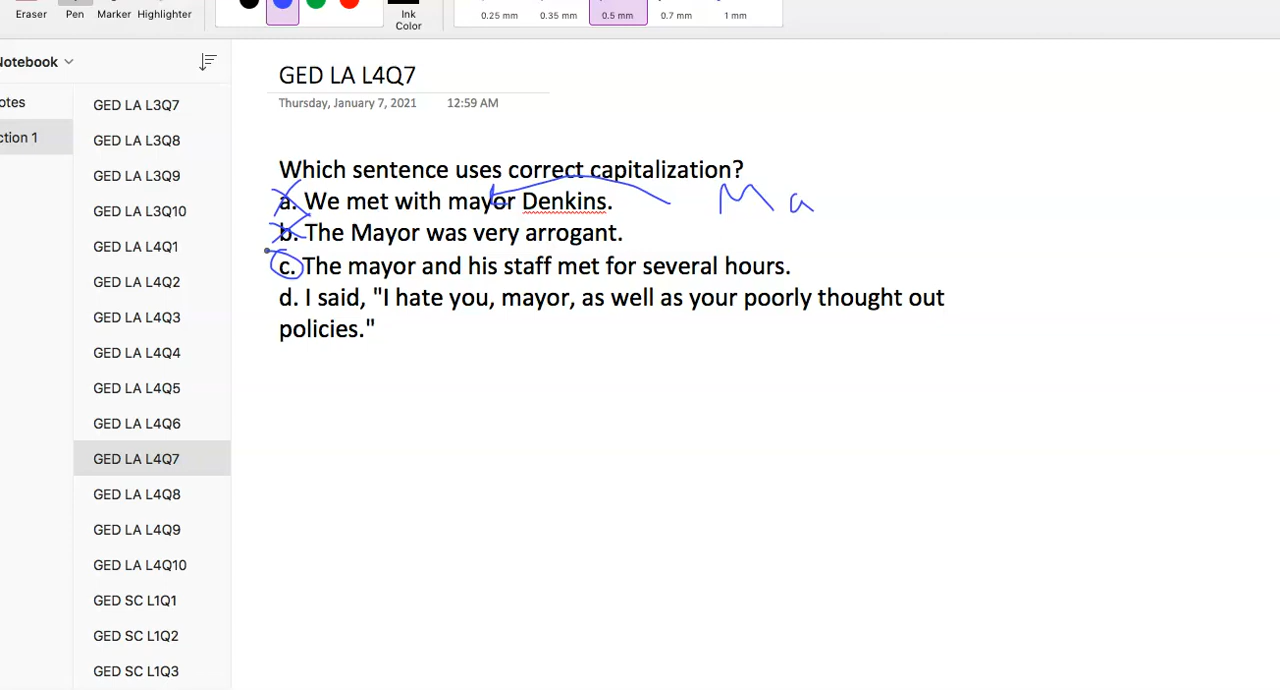 Eraser Pen Marker Highlighter
Ink Color
0.25 mm 0.35 mm 0.5 mm 0.7 mm 1 mm
Notebook
otes
ction 1
GED LA L3Q7
GED LA L3Q8
GED LA L3Q9
GED LA L3Q10
GED LA L4Q1
GED LA L4Q2
GED LA L4Q3
GED LA L4Q4
GED LA L4Q5
GED LA L4Q6
GED LA L4Q7
GED LA L4Q8
GED LA L4Q9
GED LA L4Q10
GED SC L1Q1
GED SC L1Q2
GED SC L1Q3
GED LA L4Q7
Thursday, January 7, 2021 12:59 AM
Which sentence uses correct capitalization?
a. We met with mayor Denkins. Ma
b. The Mayor was very arrogant.
c. The mayor and his staff met for several hours.
d. I said, "I hate you, mayor, as well as your poorly thought out
policies."